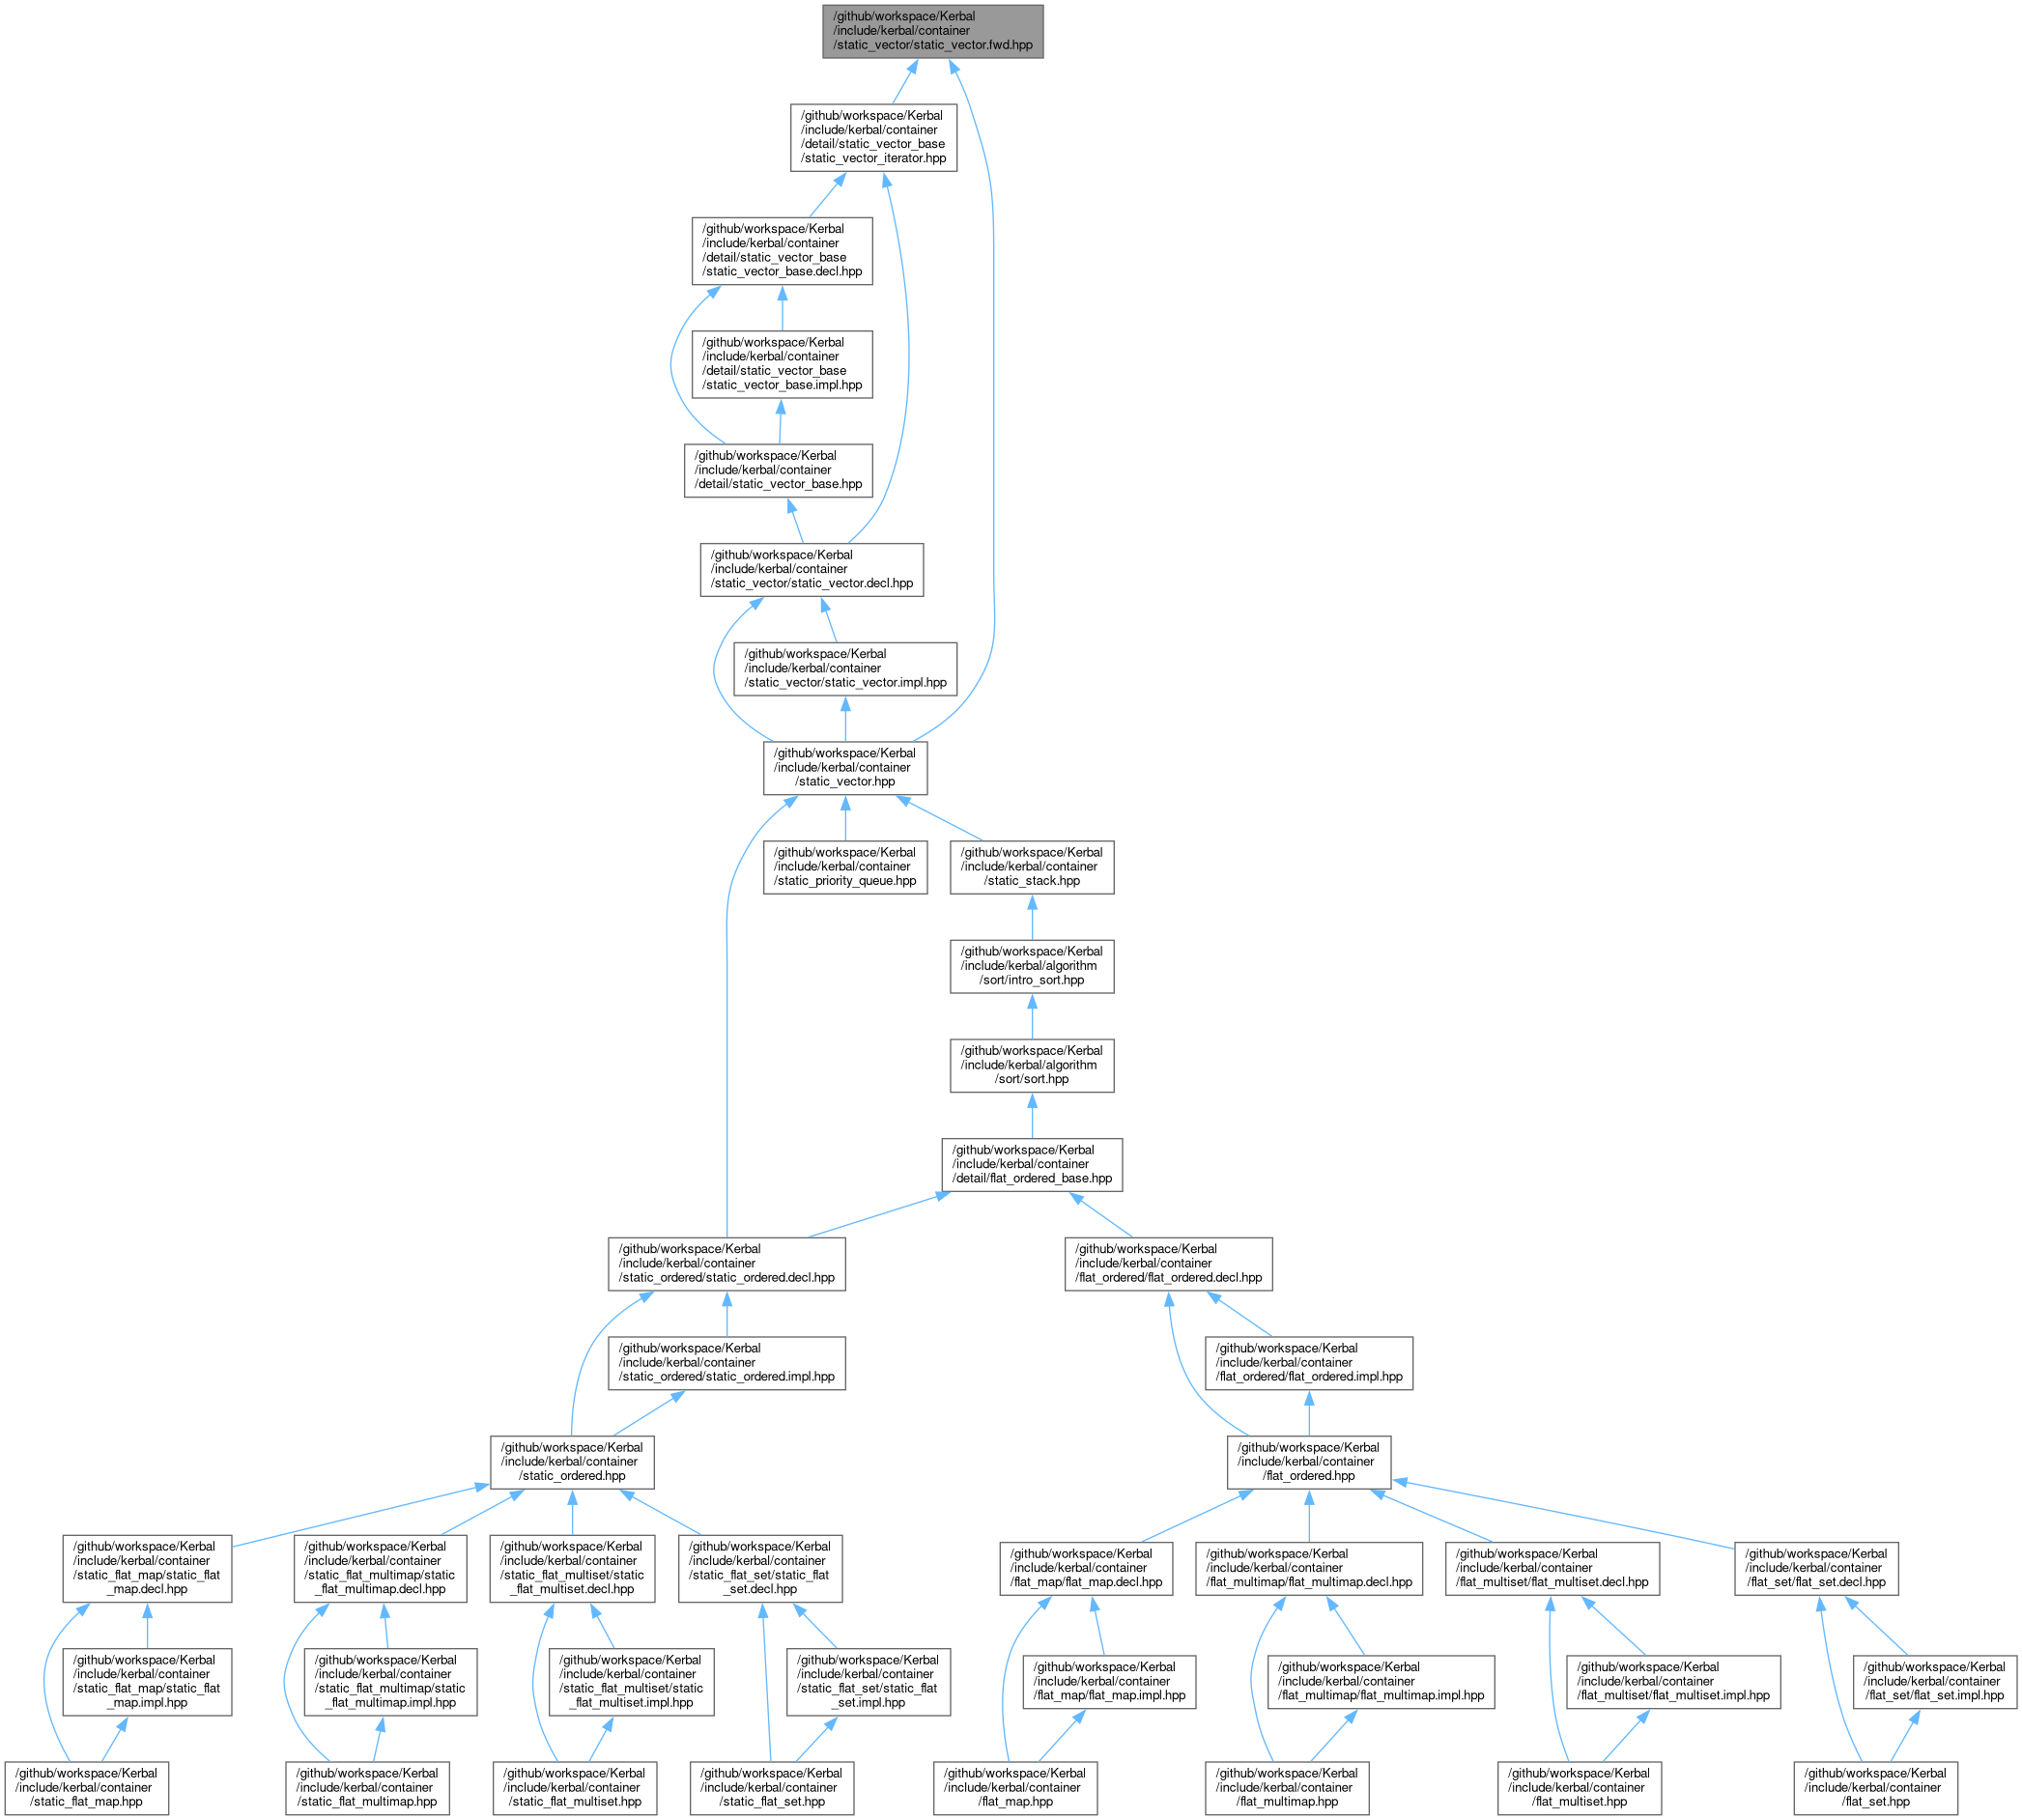 /github/workspace/Kerbal
/include/kerbal/container
/static_vector/static_vector.fwd.hpp
/github/workspace/Kerbal
/include/kerbal/container
/detail/static_vector_base
/static_vector_iterator.hpp
/github/workspace/Kerbal
/include/kerbal/container
/detail/static_vector_base
/static_vector_base.decl.hpp
/github/workspace/Kerbal
/include/kerbal/container
/detail/static_vector_base
/static_vector_base.impl.hpp
/github/workspace/Kerbal
/include/kerbal/container
/detail/static_vector_base.hpp
/github/workspace/Kerbal
/include/kerbal/container
/static_vector/static_vector.decl.hpp
/github/workspace/Kerbal
/include/kerbal/container
/static_vector/static_vector.impl.hpp
/github/workspace/Kerbal
/include/kerbal/container
/static_vector.hpp
/github/workspace/Kerbal
/include/kerbal/container
/static_priority_queue.hpp
/github/workspace/Kerbal
/include/kerbal/container
/static_stack.hpp
/github/workspace/Kerbal
/include/kerbal/algorithm
/sort/intro_sort.hpp
/github/workspace/Kerbal
/include/kerbal/algorithm
/sort/sort.hpp
/github/workspace/Kerbal
/include/kerbal/container
/detail/flat_ordered_base.hpp
/github/workspace/Kerbal
/include/kerbal/container
/static_ordered/static_ordered.decl.hpp
/github/workspace/Kerbal
/include/kerbal/container
/flat_ordered/flat_ordered.decl.hpp
/github/workspace/Kerbal
/include/kerbal/container
/static_ordered/static_ordered.impl.hpp
/github/workspace/Kerbal
/include/kerbal/container
/flat_ordered/flat_ordered.impl.hpp
/github/workspace/Kerbal
/include/kerbal/container
/static_ordered.hpp
/github/workspace/Kerbal
/include/kerbal/container
/flat_ordered.hpp
/github/workspace/Kerbal
/include/kerbal/container
/static_flat_map/static_flat
_map.decl.hpp
/github/workspace/Kerbal
/include/kerbal/container
/static_flat_multimap/static
_flat_multimap.decl.hpp
/github/workspace/Kerbal
/include/kerbal/container
/static_flat_multiset/static
_flat_multiset.decl.hpp
/github/workspace/Kerbal
/include/kerbal/container
/static_flat_set/static_flat
_set.decl.hpp
/github/workspace/Kerbal
/include/kerbal/container
/flat_map/flat_map.decl.hpp
/github/workspace/Kerbal
/include/kerbal/container
/flat_multimap/flat_multimap.decl.hpp
/github/workspace/Kerbal
/include/kerbal/container
/flat_multiset/flat_multiset.decl.hpp
/github/workspace/Kerbal
/include/kerbal/container
/flat_set/flat_set.decl.hpp
/github/workspace/Kerbal
/include/kerbal/container
/static_flat_map/static_flat
_map.impl.hpp
/github/workspace/Kerbal
/include/kerbal/container
/static_flat_multimap/static
_flat_multimap.impl.hpp
/github/workspace/Kerbal
/include/kerbal/container
/static_flat_multiset/static
_flat_multiset.impl.hpp
/github/workspace/Kerbal
/include/kerbal/container
/static_flat_set/static_flat
_set.impl.hpp
/github/workspace/Kerbal
/include/kerbal/container
/flat_map/flat_map.impl.hpp
/github/workspace/Kerbal
/include/kerbal/container
/flat_multimap/flat_multimap.impl.hpp
/github/workspace/Kerbal
/include/kerbal/container
/flat_multiset/flat_multiset.impl.hpp
/github/workspace/Kerbal
/include/kerbal/container
/flat_set/flat_set.impl.hpp
/github/workspace/Kerbal
/include/kerbal/container
/static_flat_map.hpp
/github/workspace/Kerbal
/include/kerbal/container
/static_flat_multimap.hpp
/github/workspace/Kerbal
/include/kerbal/container
/static_flat_multiset.hpp
/github/workspace/Kerbal
/include/kerbal/container
/static_flat_set.hpp
/github/workspace/Kerbal
/include/kerbal/container
/flat_map.hpp
/github/workspace/Kerbal
/include/kerbal/container
/flat_multimap.hpp
/github/workspace/Kerbal
/include/kerbal/container
/flat_multiset.hpp
/github/workspace/Kerbal
/include/kerbal/container
/flat_set.hpp